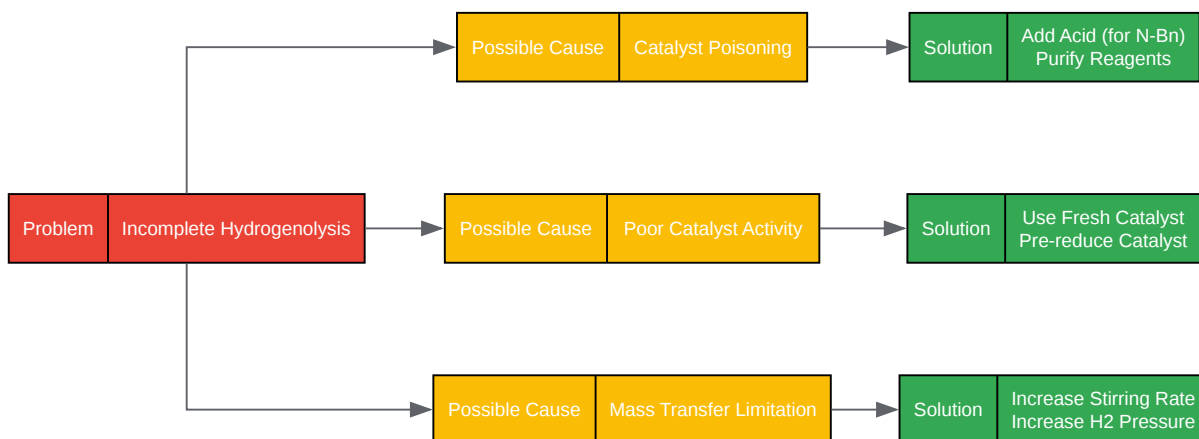 Possible Cause
Catalyst Poisoning
Solution
Add Acid (for N-Bn)
Purify Reagents
Problem
Incomplete Hydrogenolysis
Possible Cause
Poor Catalyst Activity
Solution
Use Fresh Catalyst
Pre-reduce Catalyst
Possible Cause
Mass Transfer Limitation
Solution
Increase Stirring Rate
Increase H2 Pressure